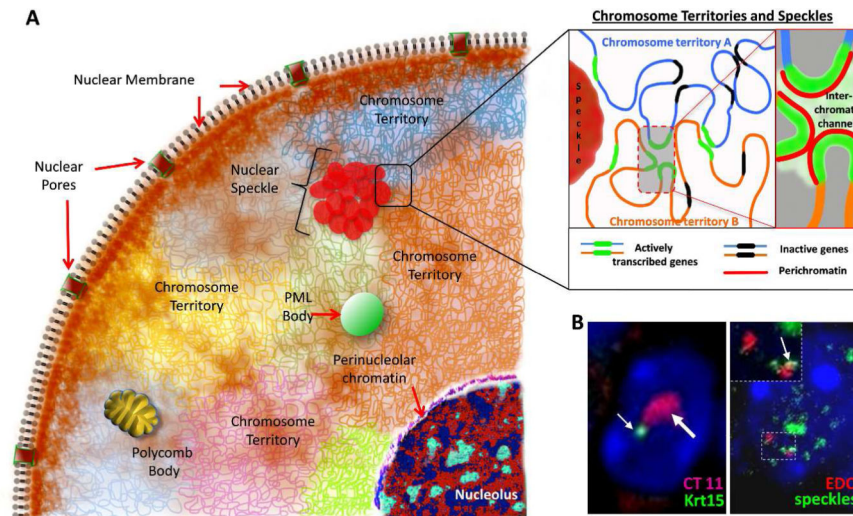 A
Nuclear Membrane
Nuclear
Pores
Chromosome
Territory
Nuclear
Speckle
Chromosome
Territory
Chromosome
Territory
PML
Body
Perinucleolar
chromatin
Chromosome
Territory
Polycomb
Body
Nucleolus
Chromosome Territories and Speckles
Chromosome territory A
Speckle
Chromosome territory B
Inter-
chromat
channel
Actively
transcribed genes
Inactive genes
Perichromatin
B
CT 11
Krt15
EDC
speckles